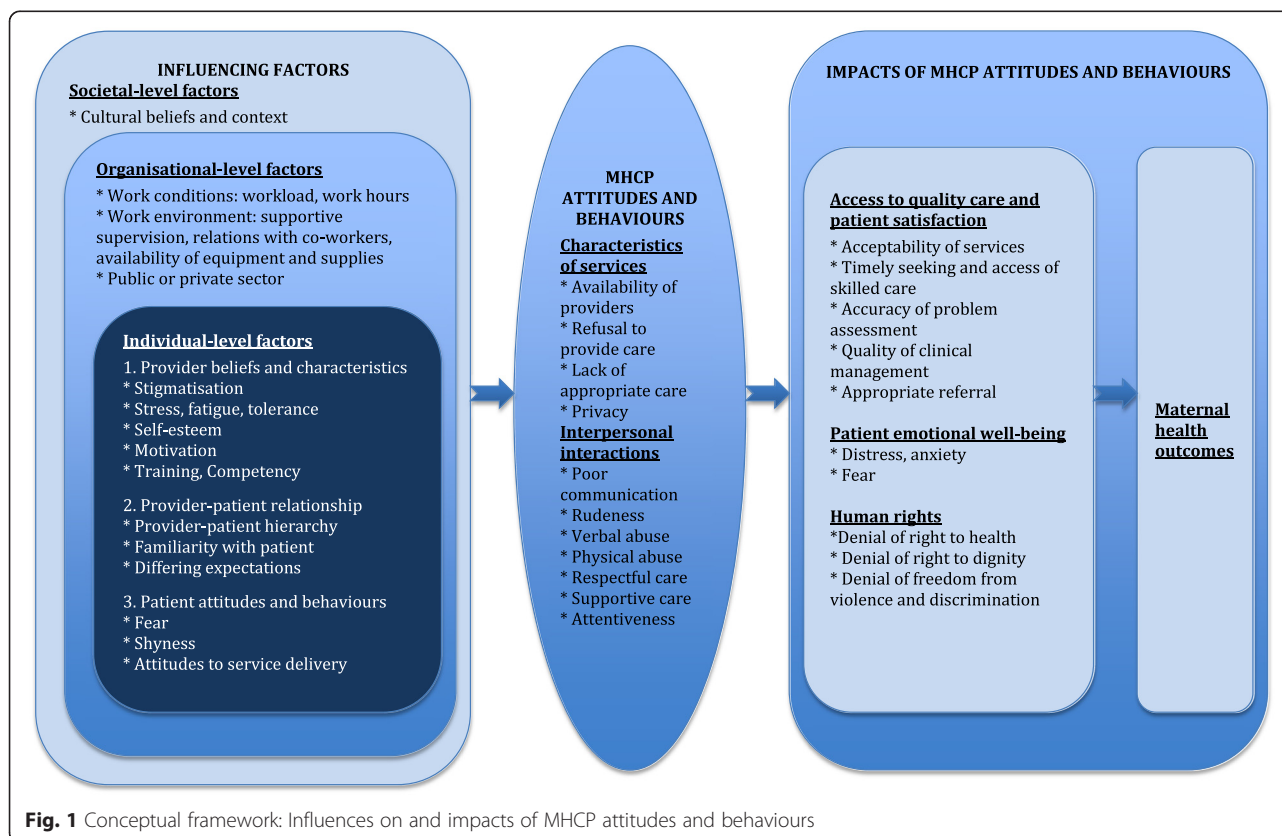 INFLUENCING FACTORS
Societal-level factors
* Cultural beliefs and context
Organisational-level factors
* Work conditions: workload, work hours
* Work environment: supportive
supervision, relations with co-workers,
availability of equipment and supplies
* Public or private sector
Individual-level factors
1. Provider beliefs and characteristics
* Stigmatisation
* Stress, fatigue, tolerance
* Self-esteem
* Motivation
* Training, Competency
2. Provider-patient relationship
* Provider-patient hierarchy
* Familiarity with patient
* Differing expectations
3. Patient attitudes and behaviours
* Fear
* Shyness
* Attitudes to service delivery
MHCP
ATTITUDES AND
BEHAVIOURS
Characteristics
of services
* Availability of
providers
* Refusal to
provide care
* Lack of
appropriate care
* Privacy
Interpersonal
interactions
* Poor
communication
* Rudeness
* Verbal abuse
* Physical abuse
* Respectful care
* Supportive care
* Attentiveness
IMPACTS OF MHCP ATTITUDES AND BEHAVIOURS
Access to quality care and
patient satisfaction
* Acceptability of services
* Timely seeking and access of
skilled care
* Accuracy of problem
assessment
* Quality of clinical
management
* Appropriate referral
Patient emotional well-being
* Distress, anxiety
* Fear
Human rights
*Denial of right to health
* Denial of right to dignity
* Denial of freedom from
violence and discrimination
Maternal
health
outcomes
Fig. 1 Conceptual framework: Influences on and impacts of MHCP attitudes and behaviours